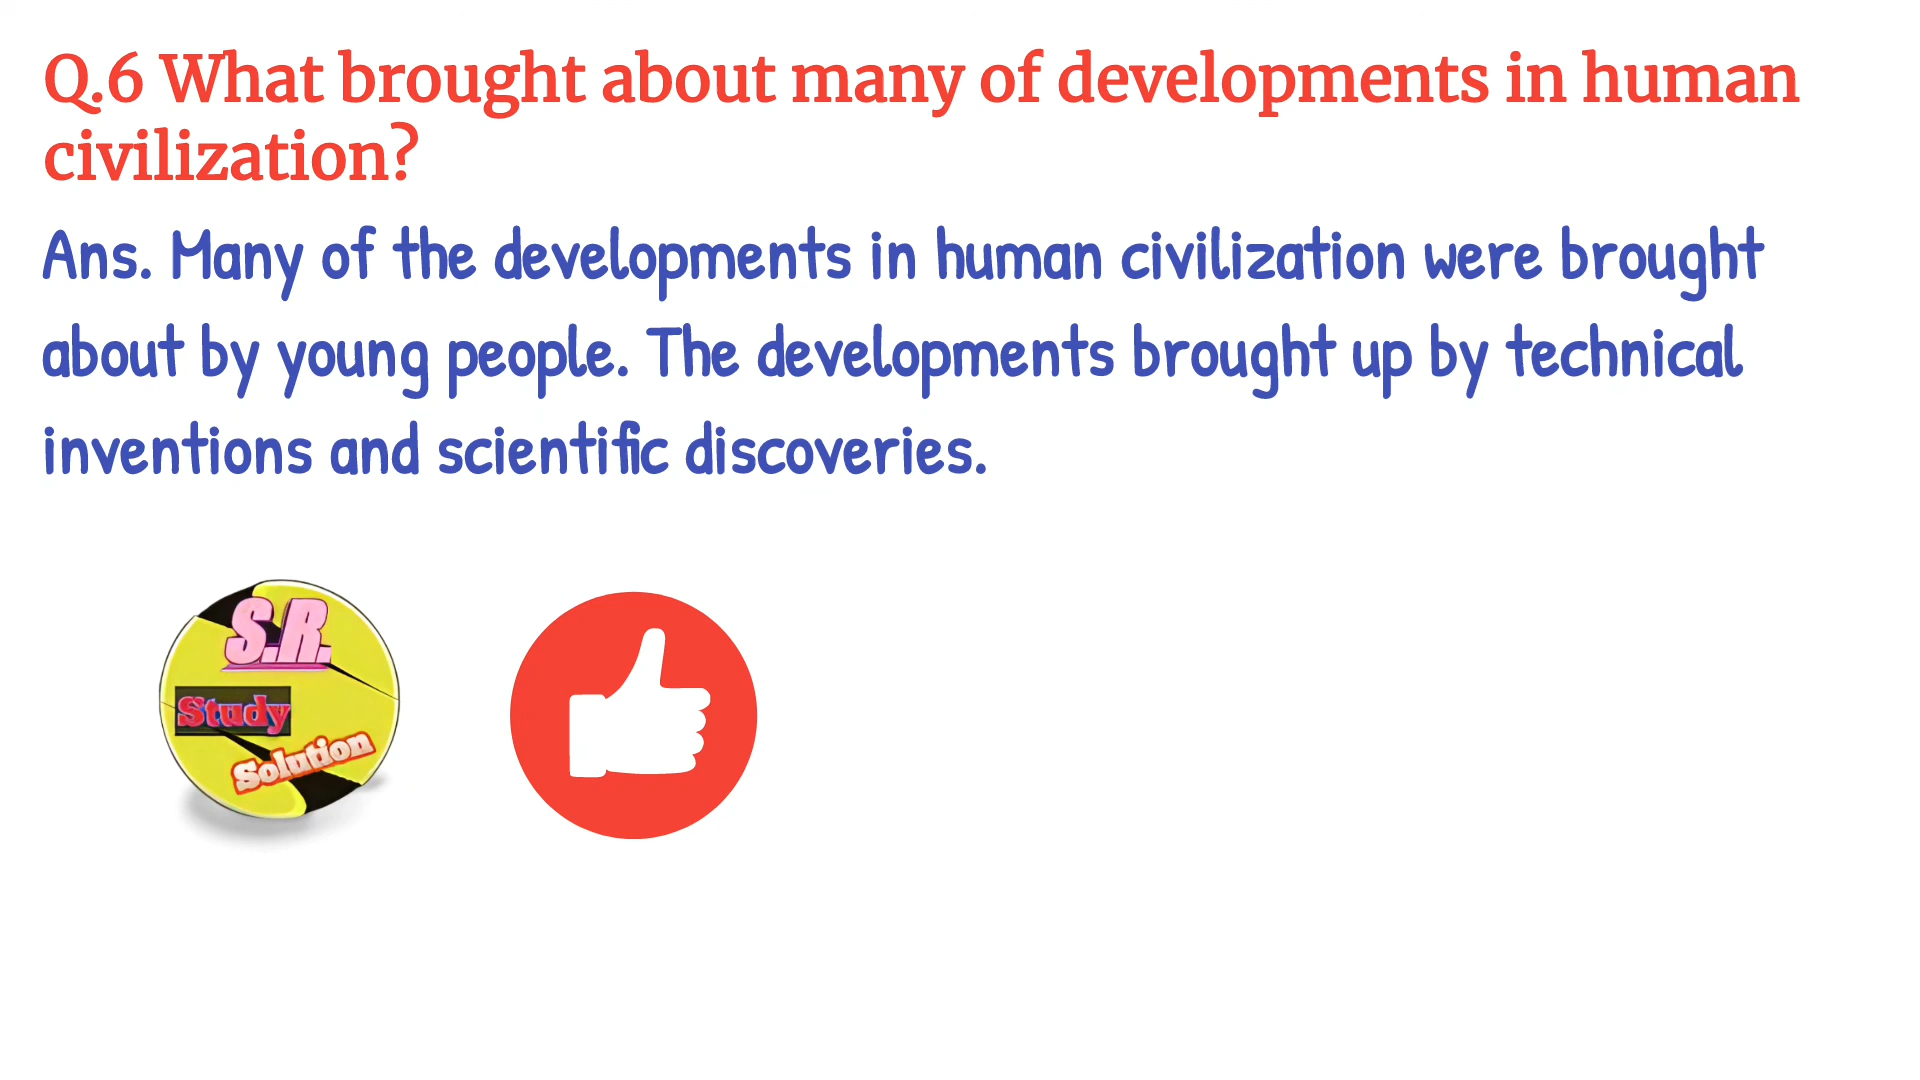 Q.6 What brought about many of developments in human
civilization?
Ans. Many of the developments in human civilization were brought
about by young people. The developments brought up by technical
inventions and scientific discoveries.
S.R.
Study
Solution